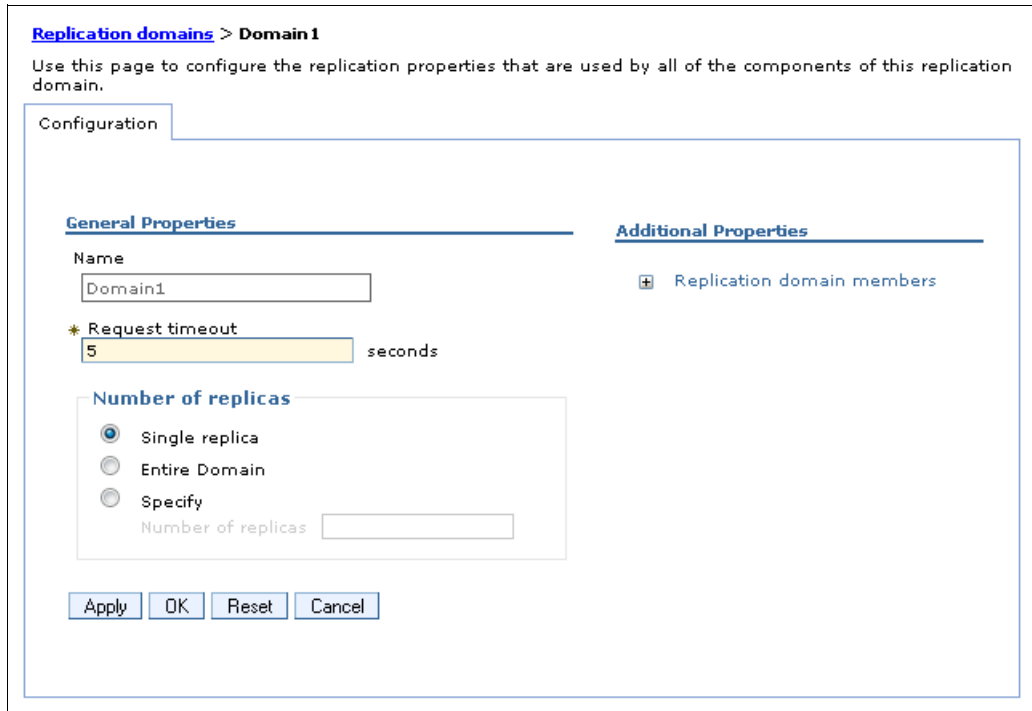 Replication domains > Domain1
Use this page to configure the replication properties that are used by all of the components of this replication
domain.
Configuration
General Properties
Name
Domain1
Request timeout
5 seconds
Number of replicas
Single replica
Entire Domain
Specify
Number of replicas
Apply OK Reset Cancel
Additional Properties
Replication domain members